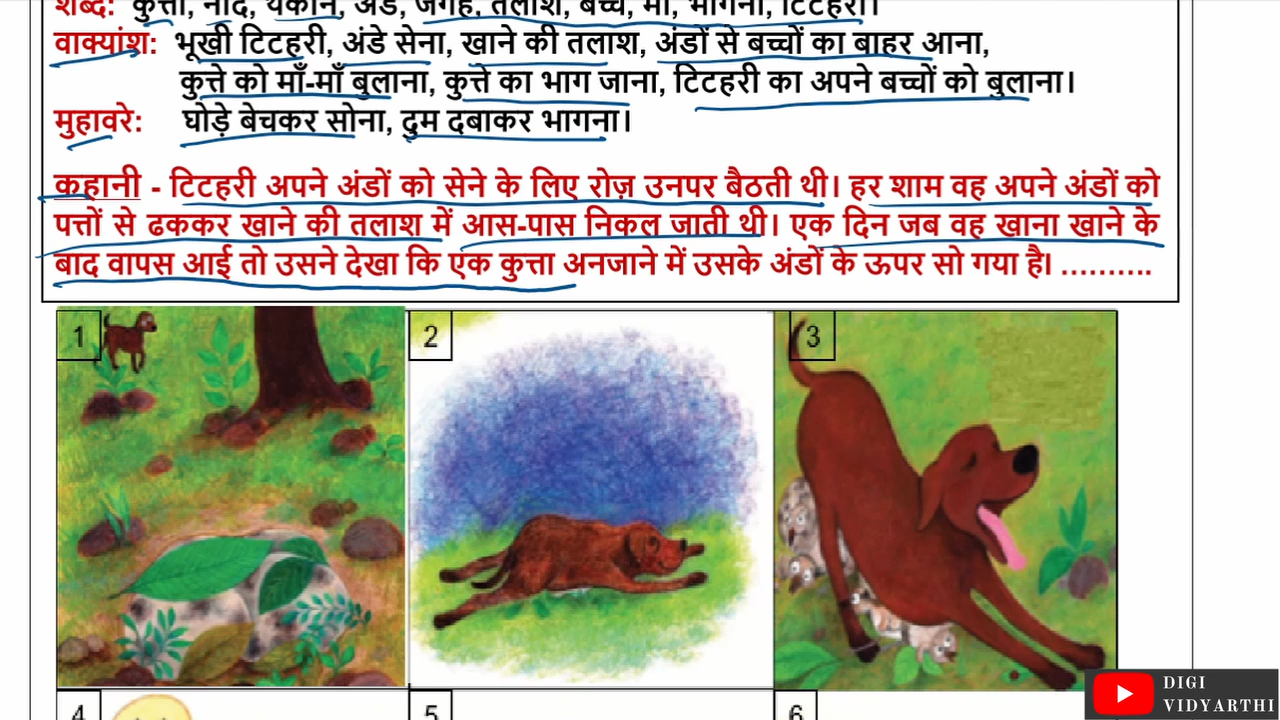 शब्द: कुत्ता, नींद, थकान, अंडे, जगह, तलाश, बच्चे, माँ, भागना, टिटहरी।
वाक्यांश: भूखी टिटहरी, अंडे सेना, खाने की तलाश, अंडों से बच्चों का बाहर आना,
कुत्ते को माँ-माँ बुलाना, कुत्ते का भाग जाना, टिटहरी का अपने बच्चों को बुलाना।
मुहावरे: घोड़े बेचकर सोना, दुम दबाकर भागना।
कहानी - टिटहरी अपने अंडों को सेने के लिए रोज़ उनपर बैठती थी। हर शाम वह अपने अंडों को
पत्तों से ढककर खाने की तलाश में आस-पास निकल जाती थी। एक दिन जब वह खाना खाने के
बाद वापस आई तो उसने देखा कि एक कुत्ता अनजाने में उसके अंडों के ऊपर सो गया है। ..........
1
2
3
4
5
6
DIGI
VIDYARTHI